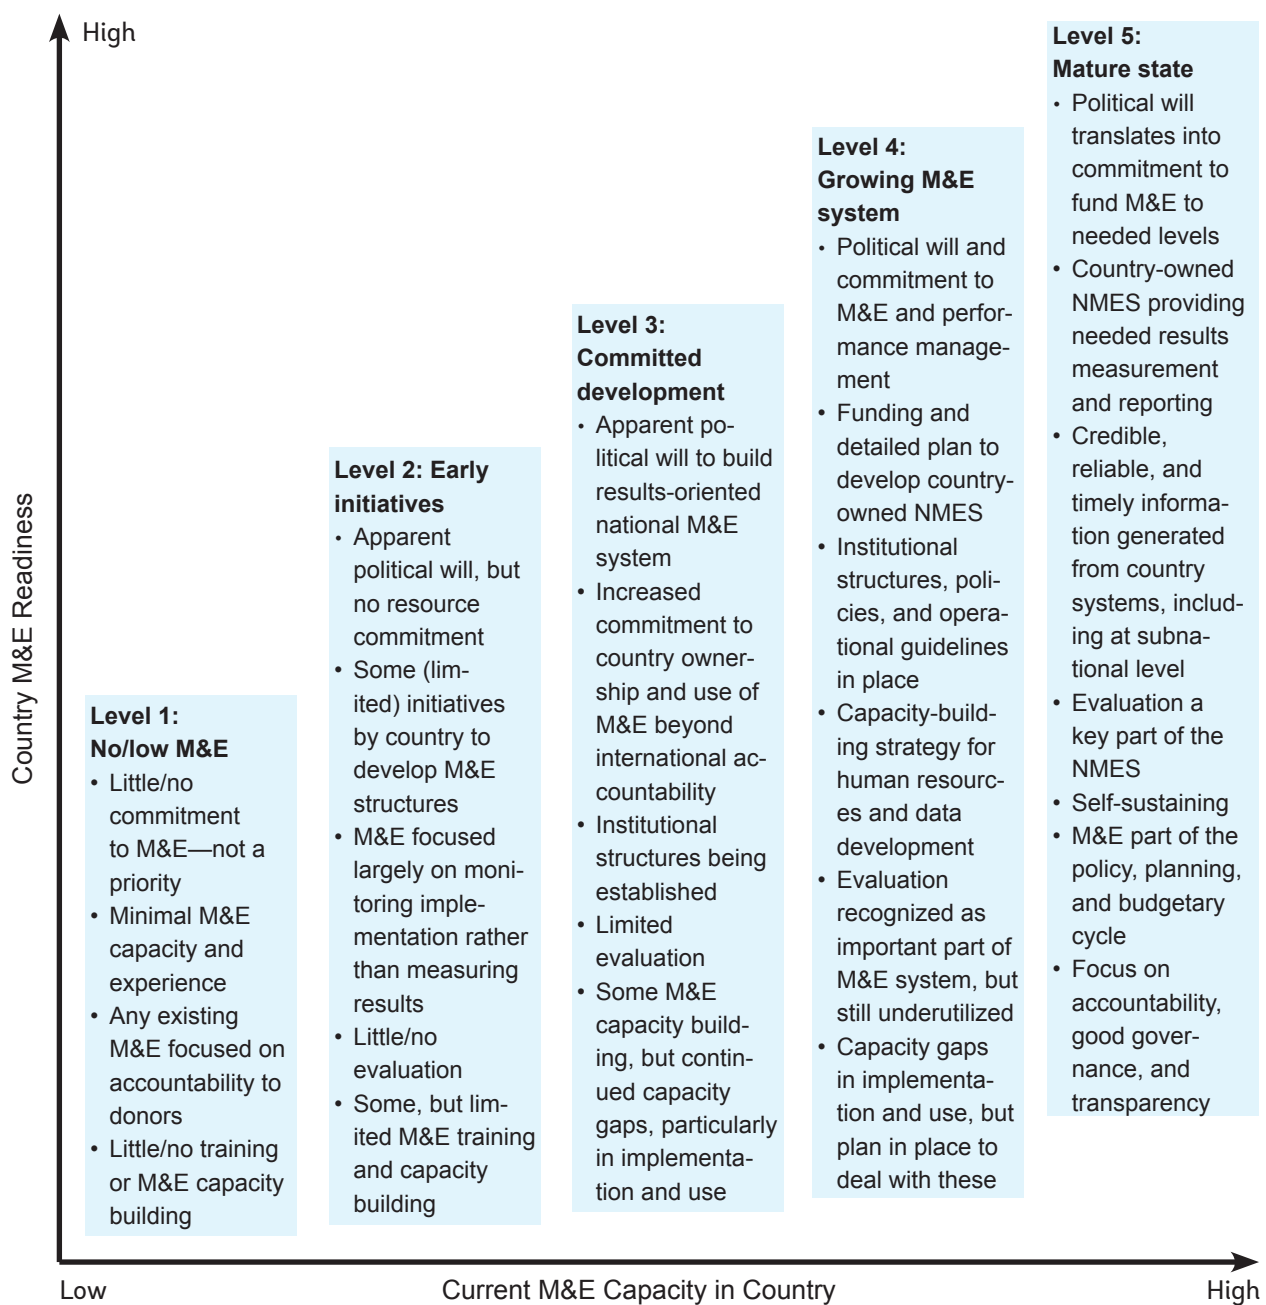 High
Country M&E Readiness
Level 1:
No/low M&E
• Little/no
commitment
to M&E—not a
priority
• Minimal M&E
capacity and
experience
• Any existing
M&E focused on
accountability to
donors
• Little/no training
or M&E capacity
building
Level 2: Early
initiatives
• Apparent
political will, but
no resource
commitment
• Some (lim-
ited) initiatives
by country to
develop M&E
structures
• M&E focused
largely on moni-
toring imple-
mentation rather
than measuring
results
• Little/no
evaluation
• Some, but lim-
ited M&E training
and capacity
building
Level 3:
Committed
development
• Apparent po-
litical will to build
results-oriented
national M&E
system
• Increased
commitment to
country owner-
ship and use of
M&E beyond
international ac-
countability
• Institutional
structures being
established
• Limited
evaluation
• Some M&E
capacity build-
ing, but contin-
ued capacity
gaps, particularly
in implementa-
tion and use
Level 4:
Growing M&E
system
• Political will and
commitment to
M&E and perfor-
mance manage-
ment
• Funding and
detailed plan to
develop country-
owned NMES
• Institutional
structures, poli-
cies, and opera-
tional guidelines
in place
• Capacity-build-
ing strategy for
human resourc-
es and data
development
• Evaluation
recognized as
important part of
M&E system, but
still underutilized
• Capacity gaps
in implementa-
tion and use, but
plan in place to
deal with these
Level 5:
Mature state
• Political will
translates into
commitment to
fund M&E to
needed levels
• Country-owned
NMES providing
needed results
measurement
and reporting
• Credible,
reliable, and
timely informa-
tion generated
from country
systems, includ-
ing at subna-
tional level
• Evaluation a
key part of the
NMES
• Self-sustaining
• M&E part of the
policy, planning,
and budgetary
cycle
• Focus on
accountability,
good gover-
nance, and
transparency
Low
Current M&E Capacity in Country
High